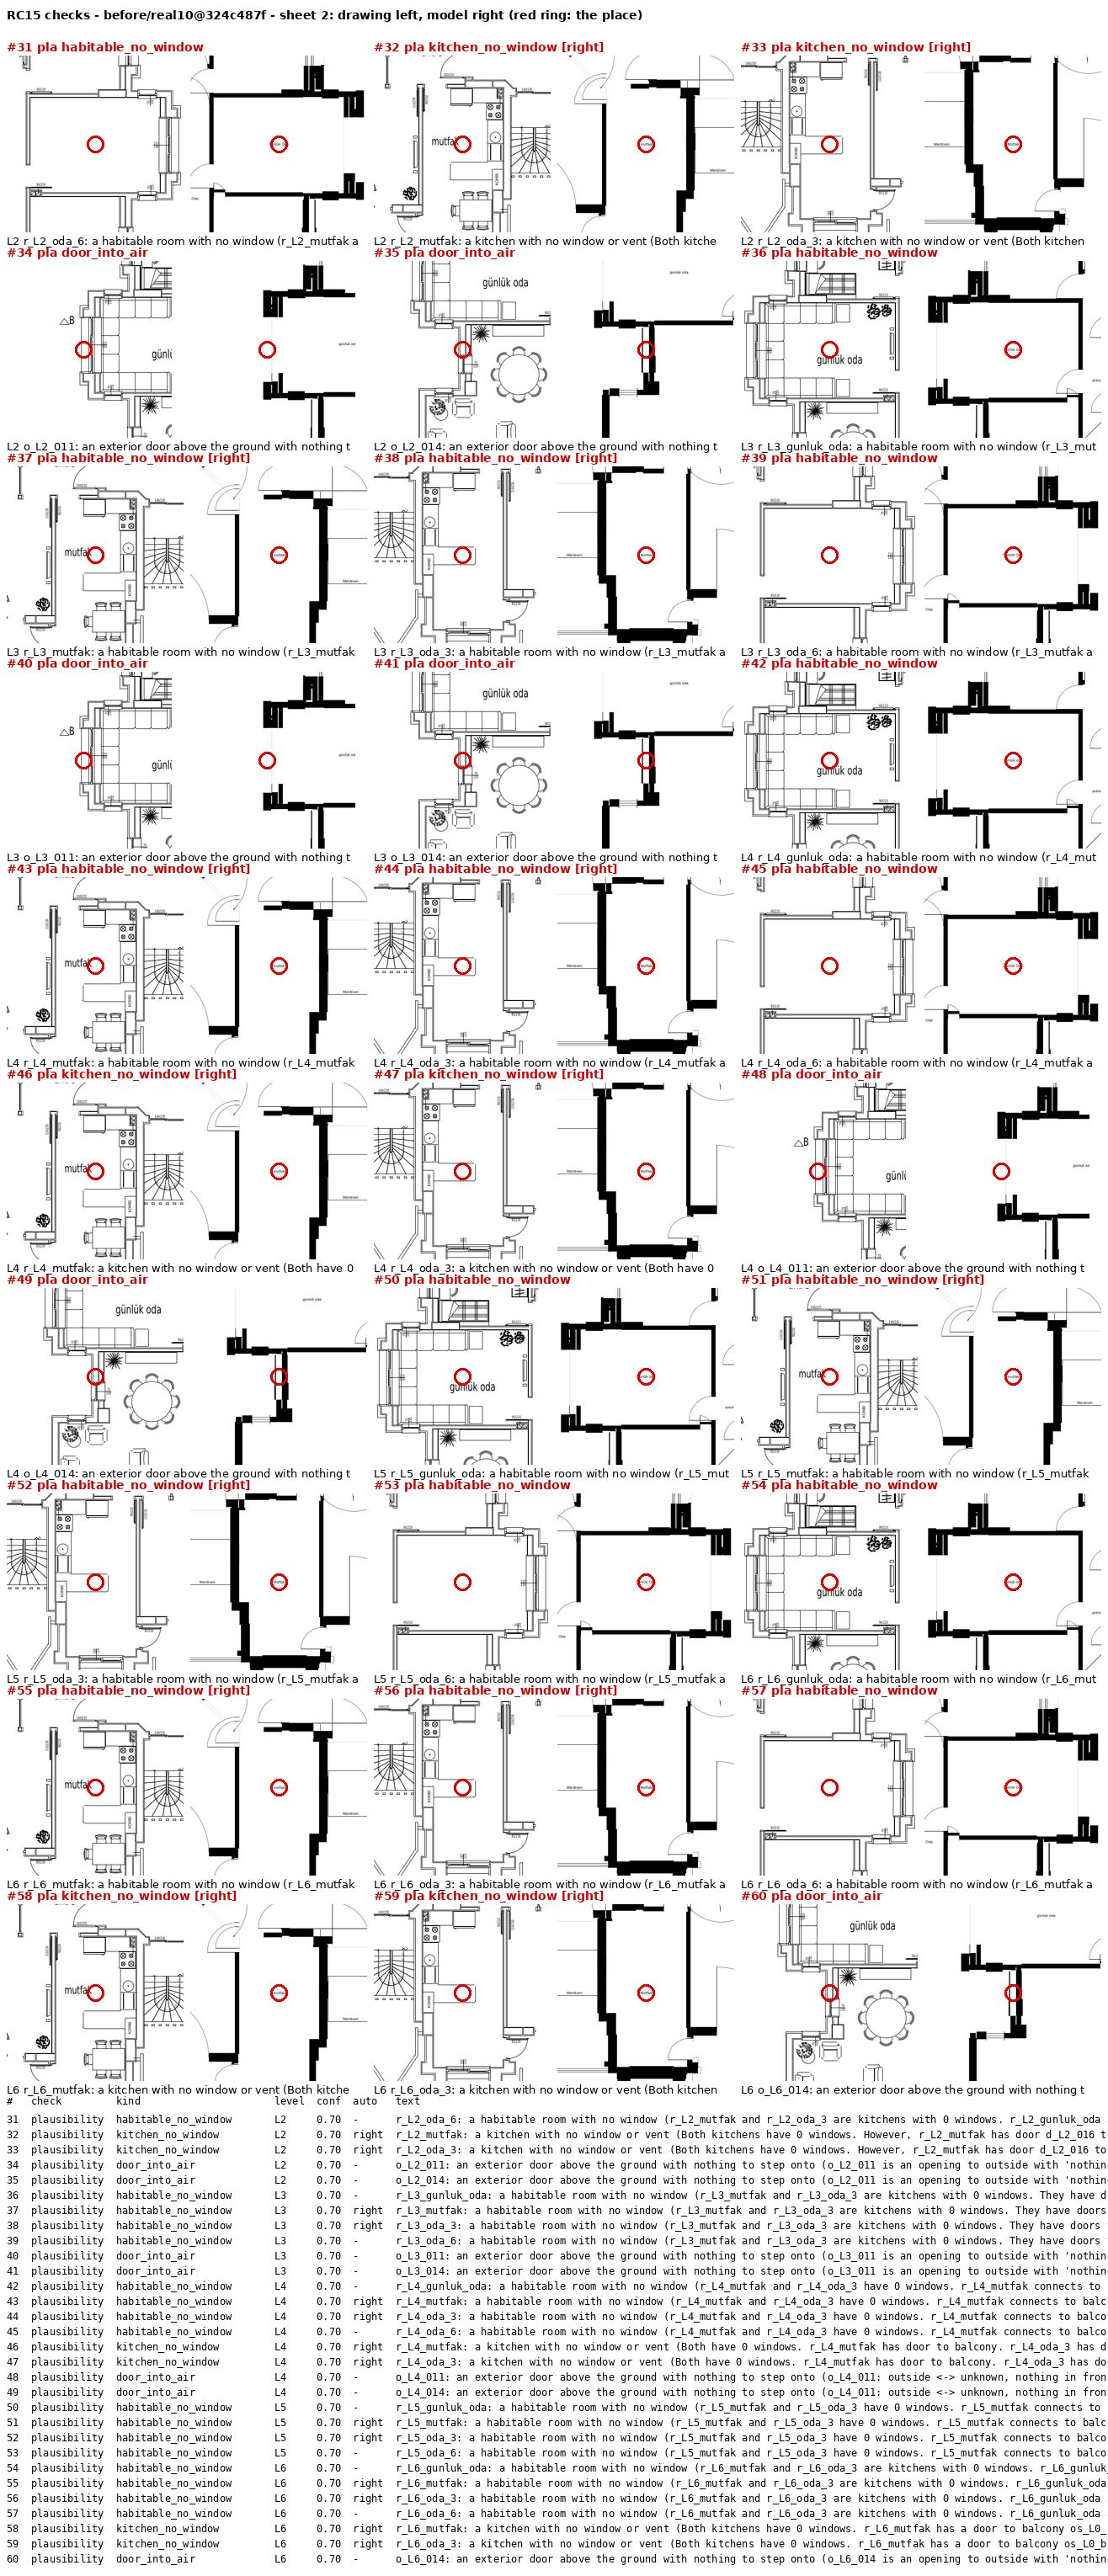 RC15 checks - before/real10@324c487f - sheet 2: drawing left, model right (red ring: the place)
#31 pla habitable_no_window
#32 pla kitchen_no_window [right]
#33 pla kitchen_no_window [right]
mutfak
L2 r_L2_oda_6: a habitable room with no window (r_L2_mutfak a
L2 r_L2_mutfak: a kitchen with no window or vent (Both kitche
L2 r_L2_oda_3: a kitchen with no window or vent (Both kitchen
#34 pla door_into_air
#35 pla door_into_air
#36 pla habitable_no_window
B
günlük oda
günlük oda
L2 o_L2_011: an exterior door above the ground with nothing t
L2 o_L2_014: an exterior door above the ground with nothing t
L3 r_L3_gunluk_oda: a habitable room with no window (r_L3_mut
#37 pla habitable_no_window [right]
#38 pla habitable_no_window [right]
#39 pla habitable_no_window
mutfak
L3 r_L3_mutfak: a habitable room with no window (r_L3_mutfak
L3 r_L3_oda_3: a habitable room with no window (r_L3_mutfak a
L3 r_L3_oda_6: a habitable room with no window (r_L3_mutfak a
#40 pla door_into_air
#41 pla door_into_air
#42 pla habitable_no_window
B
günlük oda
günlük oda
L3 o_L3_011: an exterior door above the ground with nothing t
L3 o_L3_014: an exterior door above the ground with nothing t
L4 r_L4_gunluk_oda: a habitable room with no window (r_L4_mut
#43 pla habitable_no_window [right]
#44 pla habitable_no_window [right]
#45 pla habitable_no_window
mutfak
L4 r_L4_mutfak: a habitable room with no window (r_L4_mutfak
L4 r_L4_oda_3: a habitable room with no window (r_L4_mutfak a
L4 r_L4_oda_6: a habitable room with no window (r_L4_mutfak a
#46 pla kitchen_no_window [right]
#47 pla kitchen_no_window [right]
#48 pla door_into_air
mutfak
B
L4 r_L4_mutfak: a kitchen with no window or vent (Both have 0
L4 r_L4_oda_3: a kitchen with no window or vent (Both have 0
L4 o_L4_011: an exterior door above the ground with nothing t
#49 pla door_into_air
#50 pla habitable_no_window
#51 pla habitable_no_window [right]
günlük oda
günlük oda
mutfak
L4 o_L4_014: an exterior door above the ground with nothing t
L5 r_L5_gunluk_oda: a habitable room with no window (r_L5_mut
L5 r_L5_mutfak: a habitable room with no window (r_L5_mutfak
#52 pla habitable_no_window [right]
#53 pla habitable_no_window
#54 pla habitable_no_window
günlük oda
L5 r_L5_oda_3: a habitable room with no window (r_L5_mutfak a
L5 r_L5_oda_6: a habitable room with no window (r_L5_mutfak a
L6 r_L6_gunluk_oda: a habitable room with no window (r_L6_mut
#55 pla habitable_no_window [right]
#56 pla habitable_no_window [right]
#57 pla habitable_no_window
mutfak
L6 r_L6_mutfak: a habitable room with no window (r_L6_mutfak
L6 r_L6_oda_3: a habitable room with no window (r_L6_mutfak a
L6 r_L6_oda_6: a habitable room with no window (r_L6_mutfak a
#58 pla kitchen_no_window [right]
#59 pla kitchen_no_window [right]
#60 pla door_into_air
mutfak
günlük oda
L6 r_L6_mutfak: a kitchen with no window or vent (Both kitche
L6 r_L6_oda_3: a kitchen with no window or vent (Both kitchen
L6 o_L6_014: an exterior door above the ground with nothing t
# check kind level conf auto text
31 plausibility habitable_no_window L2 0.70 - r_L2_oda_6: a habitable room with no window (r_L2_mutfak and r_L2_oda_3 are kitchens with 0 windows. r_L2_gunluk_oda
32 plausibility kitchen_no_window L2 0.70 right r_L2_mutfak: a kitchen with no window or vent (Both kitchens have 0 windows. However, r_L2_mutfak has door d_L2_016 t
33 plausibility kitchen_no_window L2 0.70 right r_L2_oda_3: a kitchen with no window or vent (Both kitchens have 0 windows. However, r_L2_mutfak has door d_L2_016 to
34 plausibility door_into_air L2 0.70 - o_L2_011: an exterior door above the ground with nothing to step onto (o_L2_011 is an opening to outside with 'nothin
35 plausibility door_into_air L2 0.70 - o_L2_014: an exterior door above the ground with nothing to step onto (o_L2_011 is an opening to outside with 'nothin
36 plausibility habitable_no_window L3 0.70 - r_L3_gunluk_oda: a habitable room with no window (r_L3_mutfak and r_L3_oda_3 are kitchens with 0 windows. They have d
37 plausibility habitable_no_window L3 0.70 right r_L3_mutfak: a habitable room with no window (r_L3_mutfak and r_L3_oda_3 are kitchens with 0 windows. They have doors
38 plausibility habitable_no_window L3 0.70 right r_L3_oda_3: a habitable room with no window (r_L3_mutfak and r_L3_oda_3 are kitchens with 0 windows. They have doors
39 plausibility habitable_no_window L3 0.70 - r_L3_oda_6: a habitable room with no window (r_L3_mutfak and r_L3_oda_3 are kitchens with 0 windows. They have doors
40 plausibility door_into_air L3 0.70 - o_L3_011: an exterior door above the ground with nothing to step onto (o_L3_011 is an opening to outside with 'nothin
41 plausibility door_into_air L3 0.70 - o_L3_014: an exterior door above the ground with nothing to step onto (o_L3_011 is an opening to outside with 'nothin
42 plausibility habitable_no_window L4 0.70 - r_L4_gunluk_oda: a habitable room with no window (r_L4_mutfak and r_L4_oda_3 have 0 windows. r_L4_mutfak connects to
43 plausibility habitable_no_window L4 0.70 right r_L4_mutfak: a habitable room with no window (r_L4_mutfak and r_L4_oda_3 have 0 windows. r_L4_mutfak connects to balc
44 plausibility habitable_no_window L4 0.70 right r_L4_oda_3: a habitable room with no window (r_L4_mutfak and r_L4_oda_3 have 0 windows. r_L4_mutfak connects to balco
45 plausibility habitable_no_window L4 0.70 - r_L4_oda_6: a habitable room with no window (r_L4_mutfak and r_L4_oda_3 have 0 windows. r_L4_mutfak connects to balco
46 plausibility kitchen_no_window L4 0.70 right r_L4_mutfak: a kitchen with no window or vent (Both have 0 windows. r_L4_mutfak has door to balcony. r_L4_oda_3 has d
47 plausibility kitchen_no_window L4 0.70 right r_L4_oda_3: a kitchen with no window or vent (Both have 0 windows. r_L4_mutfak has door to balcony. r_L4_oda_3 has do
48 plausibility door_into_air L4 0.70 - o_L4_011: an exterior door above the ground with nothing to step onto (o_L4_011: outside <-> unknown, nothing in fron
49 plausibility door_into_air L4 0.70 - o_L4_014: an exterior door above the ground with nothing to step onto (o_L4_011: outside <-> unknown, nothing in fron
50 plausibility habitable_no_window L5 0.70 - r_L5_gunluk_oda: a habitable room with no window (r_L5_mutfak and r_L5_oda_3 have 0 windows. r_L5_mutfak connects to
51 plausibility habitable_no_window L5 0.70 right r_L5_mutfak: a habitable room with no window (r_L5_mutfak and r_L5_oda_3 have 0 windows. r_L5_mutfak connects to balc
52 plausibility habitable_no_window L5 0.70 right r_L5_oda_3: a habitable room with no window (r_L5_mutfak and r_L5_oda_3 have 0 windows. r_L5_mutfak connects to balco
53 plausibility habitable_no_window L5 0.70 - r_L5_oda_6: a habitable room with no window (r_L5_mutfak and r_L5_oda_3 have 0 windows. r_L5_mutfak connects to balco
54 plausibility habitable_no_window L6 0.70 - r_L6_gunluk_oda: a habitable room with no window (r_L6_mutfak and r_L6_oda_3 are kitchens with 0 windows. r_L6_gunluk_
55 plausibility habitable_no_window L6 0.70 right r_L6_mutfak: a habitable room with no window (r_L6_mutfak and r_L6_oda_3 are kitchens with 0 windows. r_L6_gunluk_oda
56 plausibility habitable_no_window L6 0.70 right r_L6_oda_3: a habitable room with no window (r_L6_mutfak and r_L6_oda_3 are kitchens with 0 windows. r_L6_gunluk_oda
57 plausibility habitable_no_window L6 0.70 - r_L6_oda_6: a habitable room with no window (r_L6_mutfak and r_L6_oda_3 are kitchens with 0 windows. r_L6_gunluk_oda
58 plausibility kitchen_no_window L6 0.70 right r_L6_mutfak: a kitchen with no window or vent (Both kitchens have 0 windows. r_L6_mutfak has a door to balcony os_L0_
59 plausibility kitchen_no_window L6 0.70 right r_L6_oda_3: a kitchen with no window or vent (Both kitchens have 0 windows. r_L6_mutfak has a door to balcony os_L0_b
60 plausibility door_into_air L6 0.70 - o_L6_014: an exterior door above the ground with nothing to step onto (o_L6_014 is an opening to outside with 'nothin